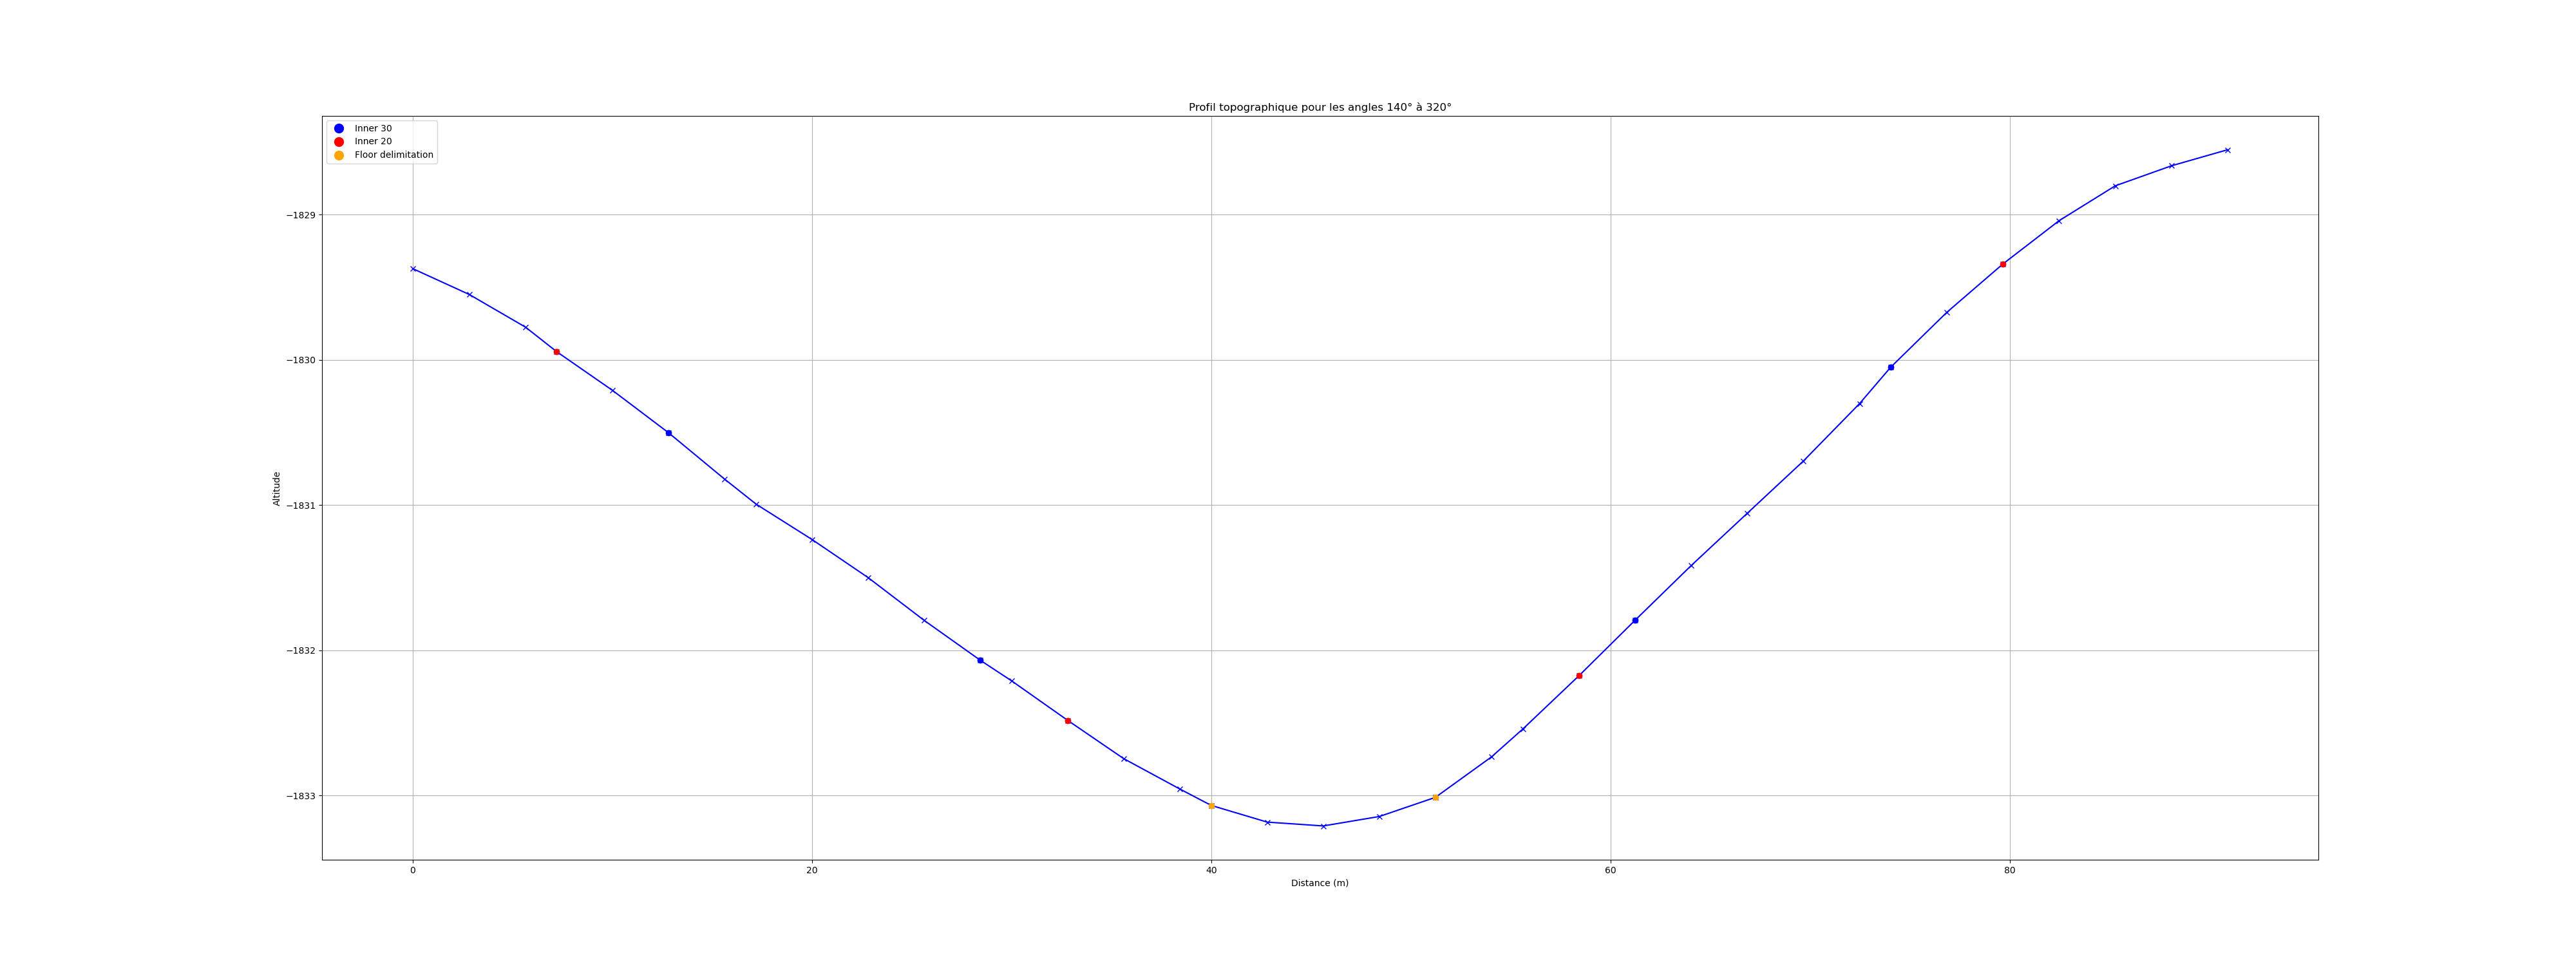 Profil topographique pour les angles 140° à 320°
Inner 30
Inner 20
Floor delimitation
Altitude
−1829
−1830
−1831
−1832
−1833
0
20
40
60
80
Distance (m)